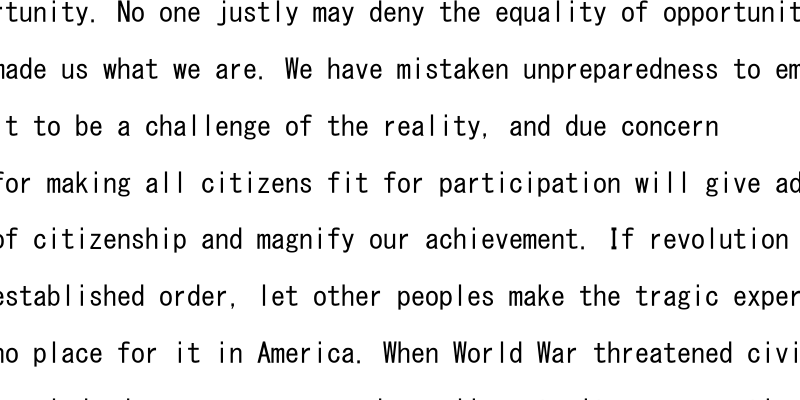 rtunity. No one justly may deny the equality of opportunit
made us what we are. We have mistaken unpreparedness to em
t to be a challenge of the reality, and due concern
for making all citizens fit for participation will give ad
of citizenship and magnify our achievement. If revolution
established order, let other peoples make the tragic exper
no place for it in America. When World War threatened civi